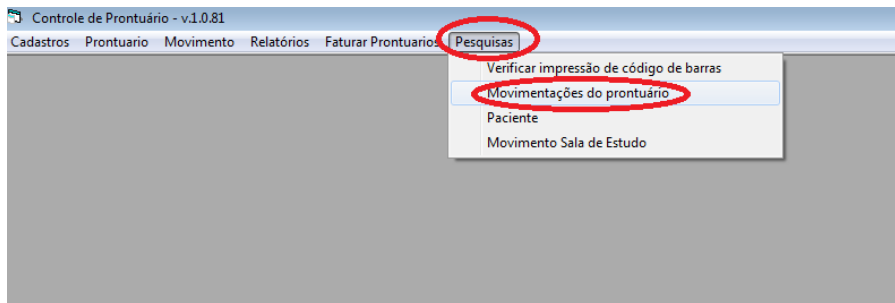 Controle de Prontuário - v.1.0.81
Cadastros Prontuario Movimento Relatórios Faturar Prontuarios Pesquisas
Verificar impressão de código de barras
Movimentações do prontuário
Paciente
Movimento Sala de Estudo